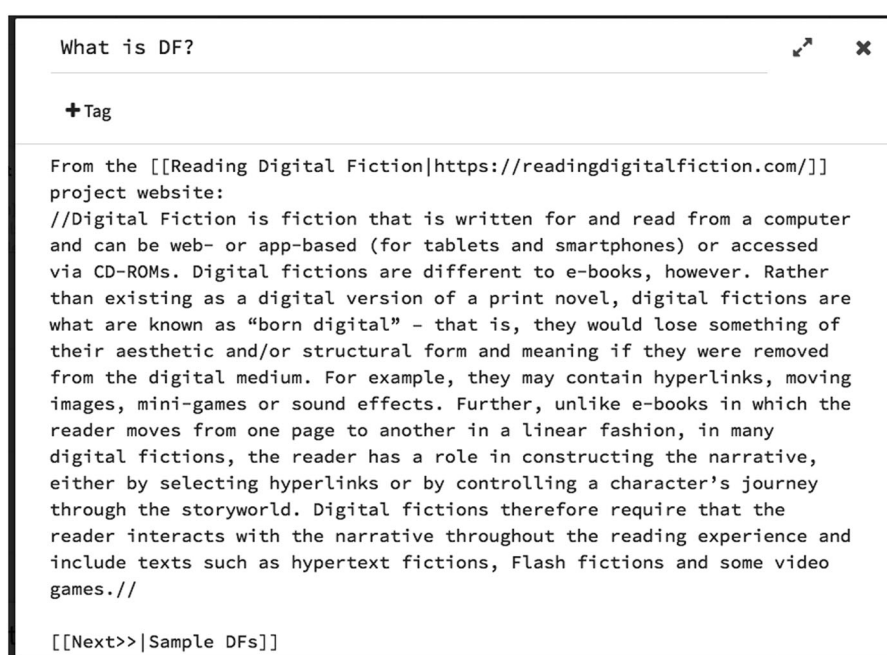 What is DF?
+Tag
From the [[Reading Digital Fiction|https://readingdigitalfiction.com/]]
project website:
//Digital Fiction is fiction that is written for and read from a computer
and can be web- or app-based (for tablets and smartphones) or accessed
via CD-ROMs. Digital fictions are different to e-books, however. Rather
than existing as a digital version of a print novel, digital fictions are
what are known as “born digital” – that is, they would lose something of
their aesthetic and/or structural form and meaning if they were removed
from the digital medium. For example, they may contain hyperlinks, moving
images, mini-games or sound effects. Further, unlike e-books in which the
reader moves from one page to another in a linear fashion, in many
digital fictions, the reader has a role in constructing the narrative,
either by selecting hyperlinks or by controlling a character’s journey
through the storyworld. Digital fictions therefore require that the
reader interacts with the narrative throughout the reading experience and
include texts such as hypertext fictions, Flash fictions and some video
games.//
[[Next>>|Sample DFs]]